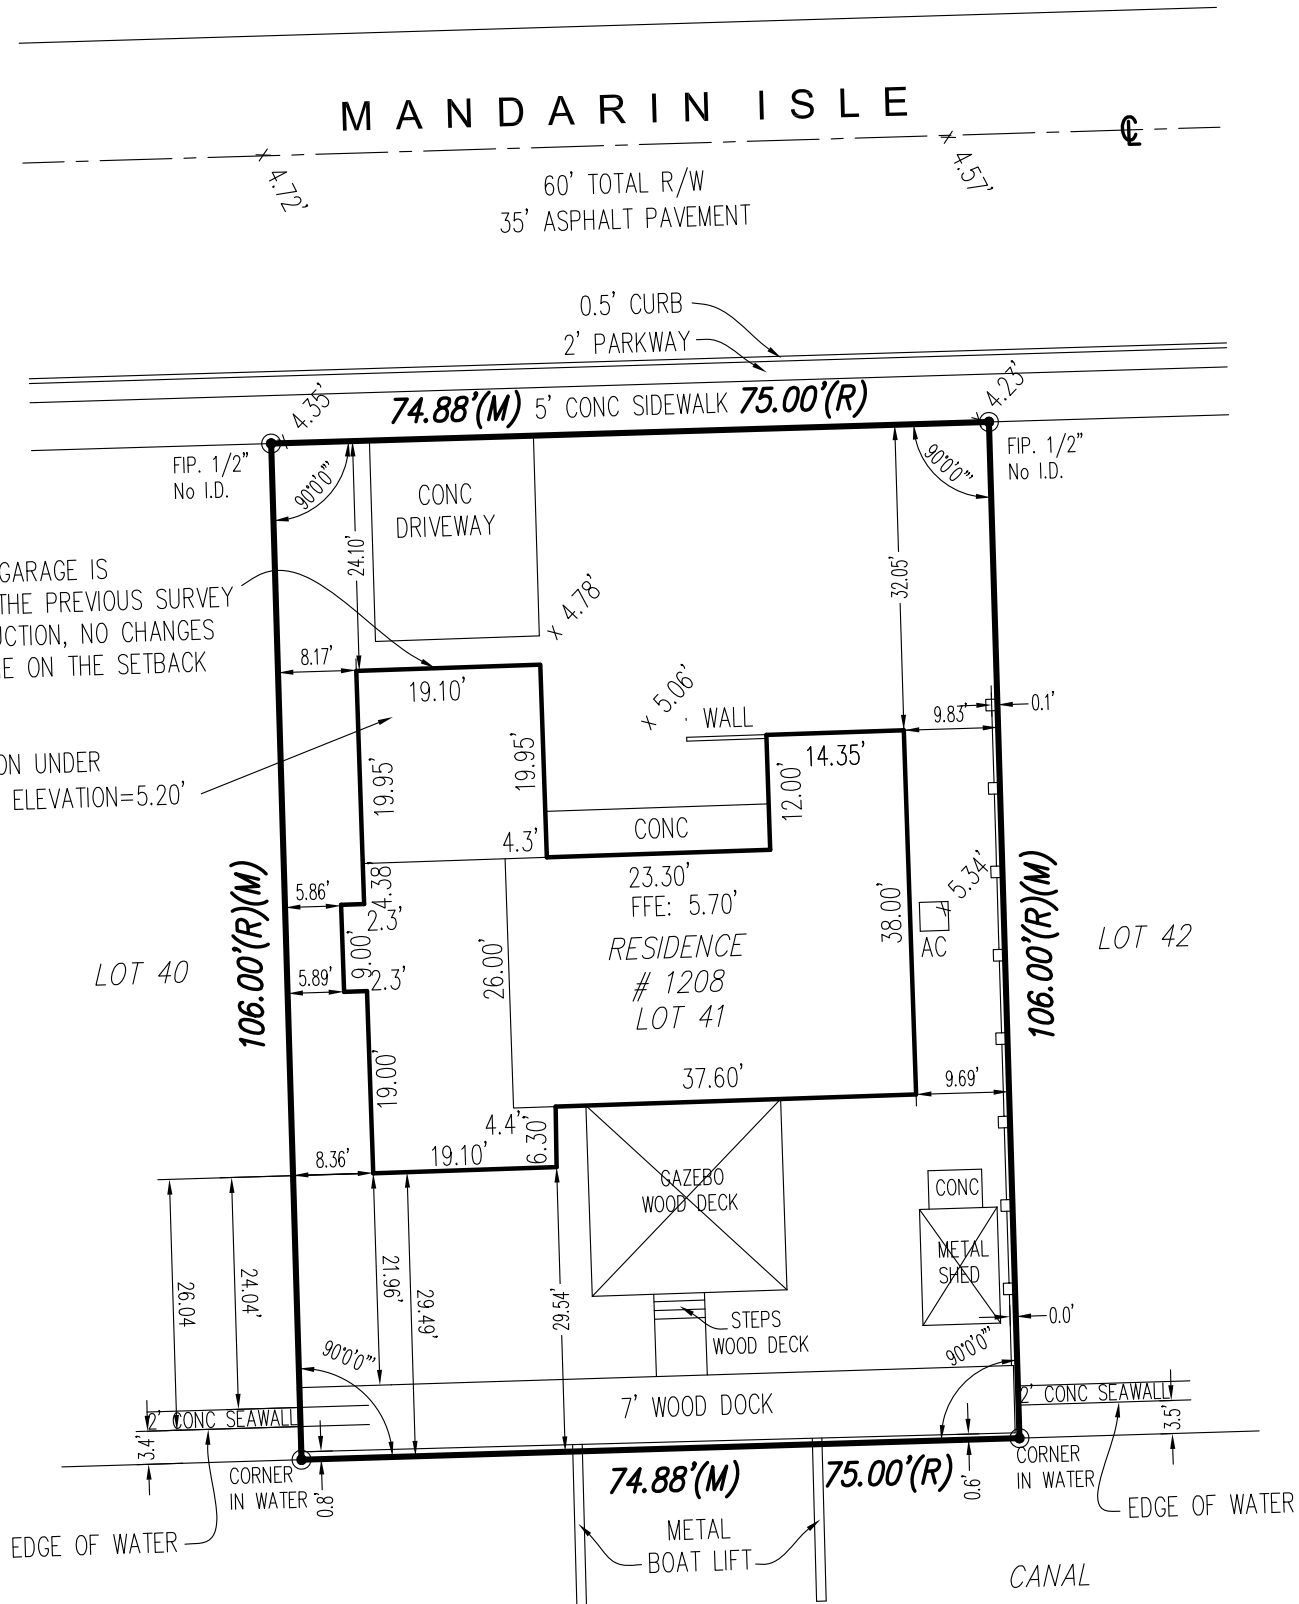 MANDARIN ISLE
℄
4.72'
4.57'
60' TOTAL R/W
35' ASPHALT PAVEMENT
0.5' CURB
2' PARKWAY
4.35'
74.88'(M)
5' CONC SIDEWALK
75.00'(R)
4.23'
FIP. 1/2"
No I.D.
90°0'0"
CONC
DRIVEWAY
24.10'
90°0'0"
FIP. 1/2"
No I.D.
32.05'
GARAGE IS
THE PREVIOUS SURVEY
UCTION, NO CHANGES
E ON THE SETBACK
x 4.78'
8.17'
19.10'
x 5.06'
WALL
14.35'
9.83'
0.1'
ON UNDER
ELEVATION=5.20'
19.95'
19.95'
12.00'
4.3'
CONC
23.30'
FFE: 5.70'
RESIDENCE
# 1208
LOT 41
106.00'(R)(M)
5.86'
4.38'
2.3'
9.00'
5.89'
2.3'
26.00'
38.00'
x 5.34'
AC
106.00'(R)(M)
LOT 40
LOT 42
19.00'
37.60'
9.69'
4.4'
6.30'
8.36'
19.10'
GAZEBO
WOOD DECK
CONC
METAL
SHED
26.04
24.04'
21.96'
29.49'
29.54'
STEPS
WOOD DECK
0.0'
90°0'0"
90°0'0"
7' WOOD DOCK
2' CONC SEAWALL
2' CONC SEAWALL
3.4'
3.5'
CORNER
IN WATER
0.8'
74.88'(M)
75.00'(R)
0.6'
CORNER
IN WATER
EDGE OF WATER
METAL
BOAT LIFT
EDGE OF WATER
CANAL